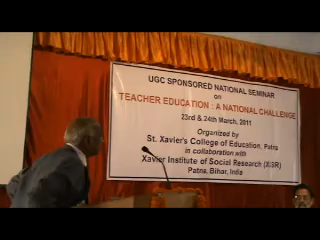 UGC SPONSORED NATIONAL SEMINAR
on
TEACHER EDUCATION : A NATIONAL CHALLENGE
23rd & 24th March, 2011
Organized by
St. Xavier's College of Education, Patna
in collaboration with
Xavier Institute of Social Research (XISR)
Patna, Bihar, India